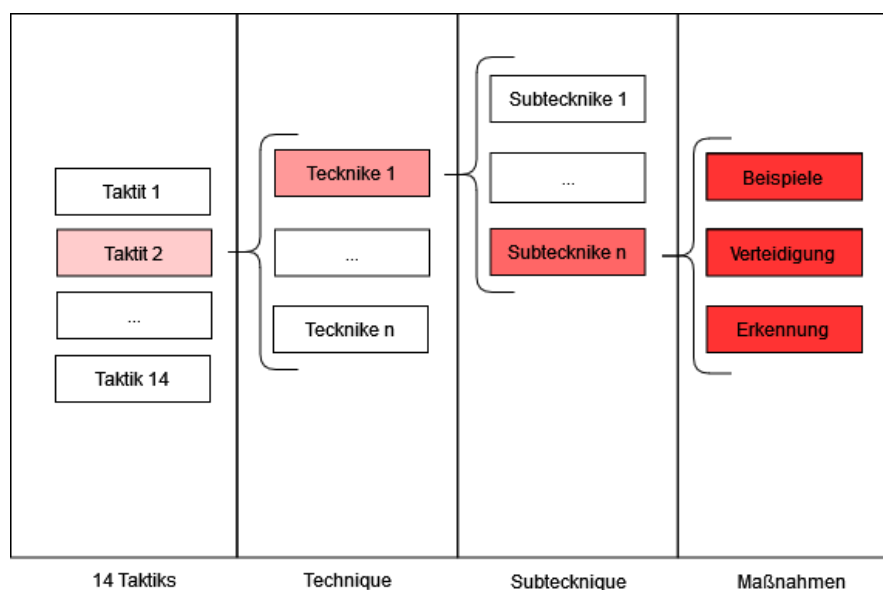 Taktit 1
Taktit 2
...
Taktik 14
Tecknike 1
...
Tecknike n
Subtecknike 1
...
Subtecknike n
Beispiele
Verteidigung
Erkennung
14 Taktiks
Technique
Subtecknique
Maßnahmen